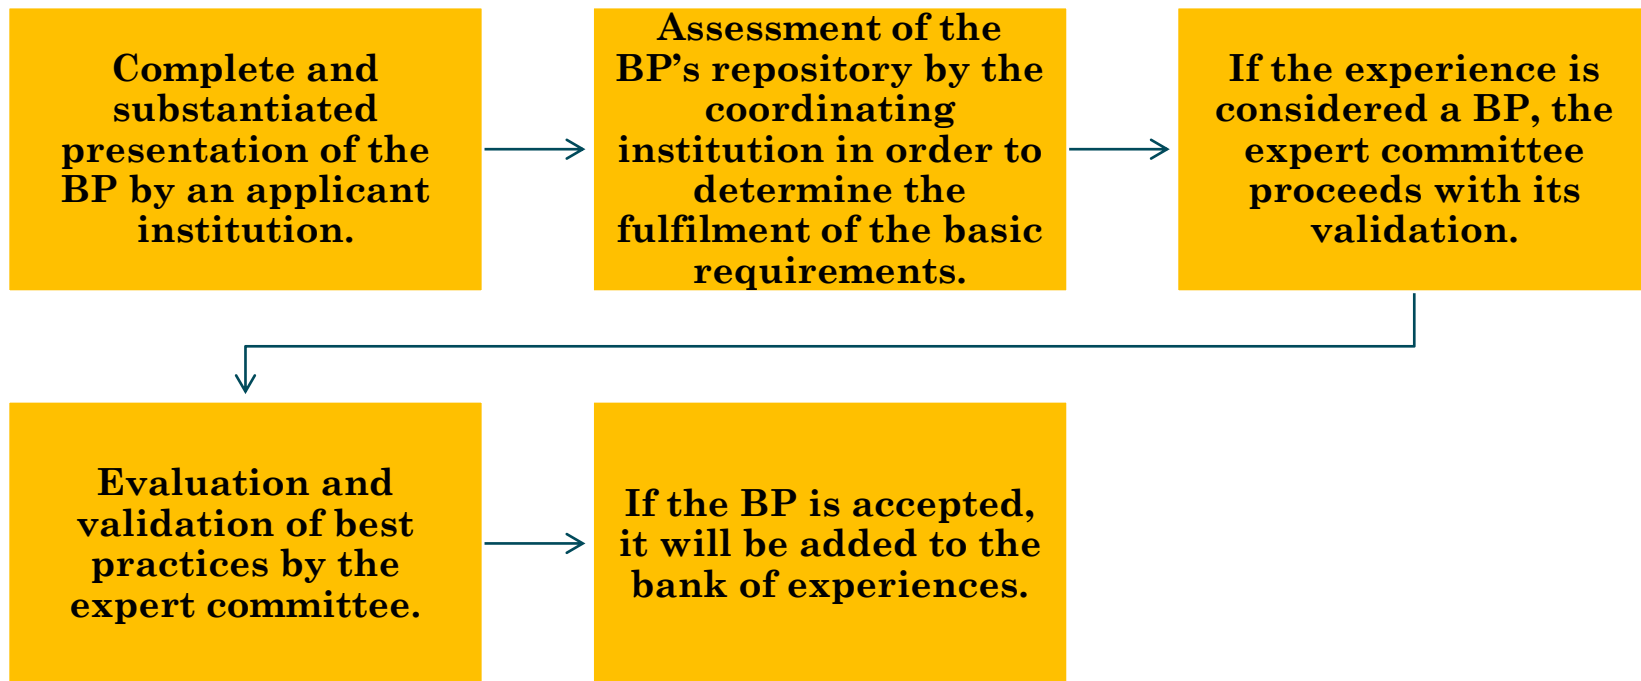 Complete and
substantiated
presentation of the
BP by an applicant
institution.
Assessment of the
BP’s repository by the
coordinating
institution in order to
determine the
fulfilment of the basic
requirements.
If the experience is
considered a BP, the
expert committee
proceeds with its
validation.
Evaluation and
validation of best
practices by the
expert committee.
If the BP is accepted,
it will be added to the
bank of experiences.